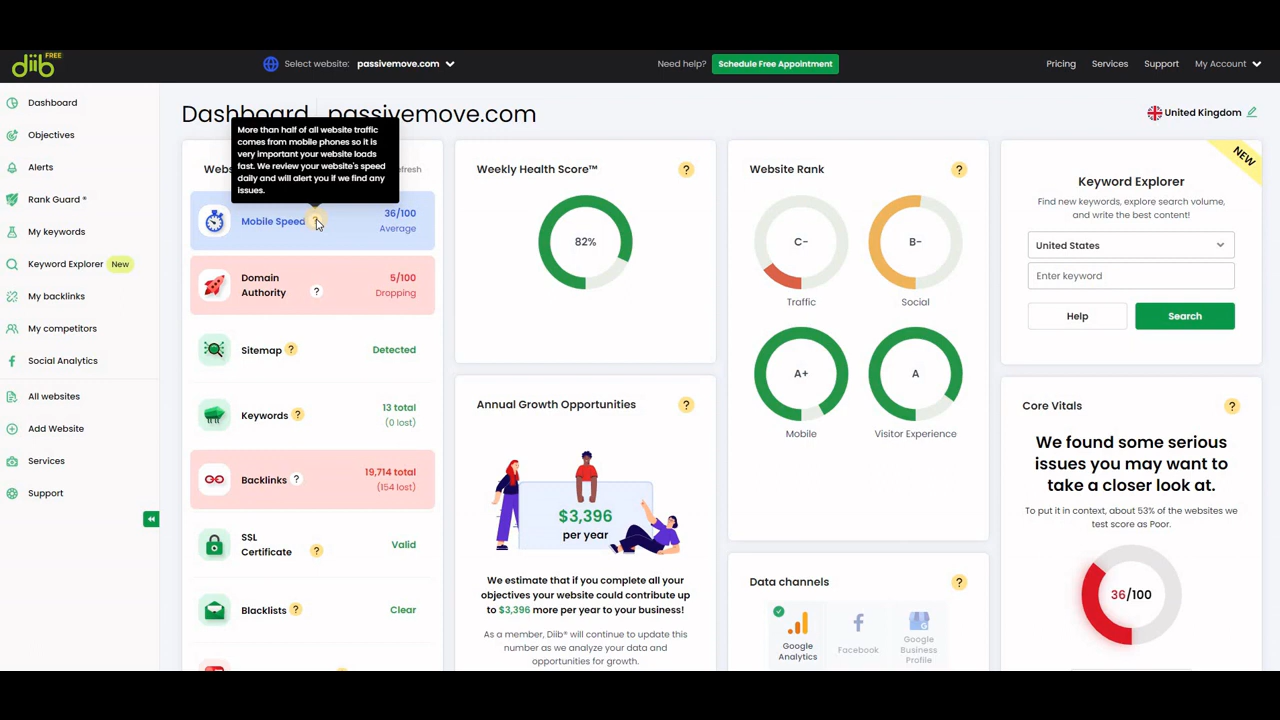 diib FREE
Select website: passivemove.com
Need help? Schedule Free Appointment
Pricing Services Support My Account
Dashboard
Objectives
Alerts
Rank Guard ®
My keywords
Keyword Explorer New
My backlinks
My competitors
Social Analytics
All websites
Add Website
Services
Support
Dashboard passivemove.com
United Kingdom
More than half of all website traffic
comes from mobile phones so it is
very important your website loads
fast. We review your website's speed
daily and will alert you if we find any
issues.
Mobile Speed ?
36/100
Average
Domain
Authority ?
5/100
Dropping
Sitemap ? Detected
Keywords ?
13 total
(0 lost)
Backlinks ?
19,714 total
(154 lost)
SSL
Certificate ?
Valid
Blacklists ? Clear
Weekly Health Score™ ?
82%
Annual Growth Opportunities ?
$3,396
per year
We estimate that if you complete all your
objectives your website could contribute up
to $3,396 more per year to your business!
As a member, Diib® will continue to update this
number as we analyze your data and
opportunities for growth.
Website Rank ?
C-
Traffic
B-
Social
A+
Mobile
A
Visitor Experience
Data channels ?
Google
Analytics
Facebook
Google
Business
Profile
NEW
Keyword Explorer
Find new keywords, explore search volume,
and write the best content!
United States
Enter keyword
Help Search
Core Vitals ?
We found some serious
issues you may want to
take a closer look at.
To put it in context, about 53% of the websites we
test score as Poor.
36/100